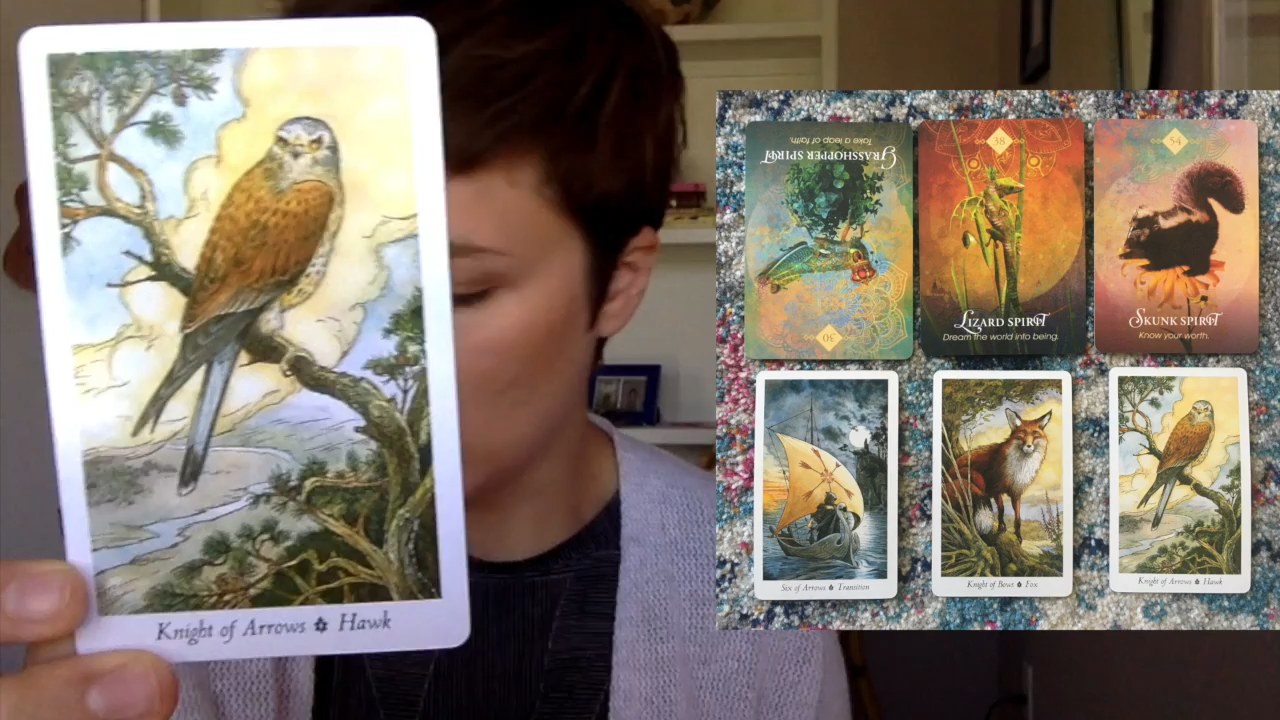 Knight of Arrows Hawk
Take a leap of faith.
GRASSHOPPER SPIRIT
30
38
LIZARD SPIRIT
Dream the world into being.
54
SKUNK SPIRIT
Know your worth.
Six of Arrows Transition
Knight of Bows Fox
Knight of Arrows Hawk